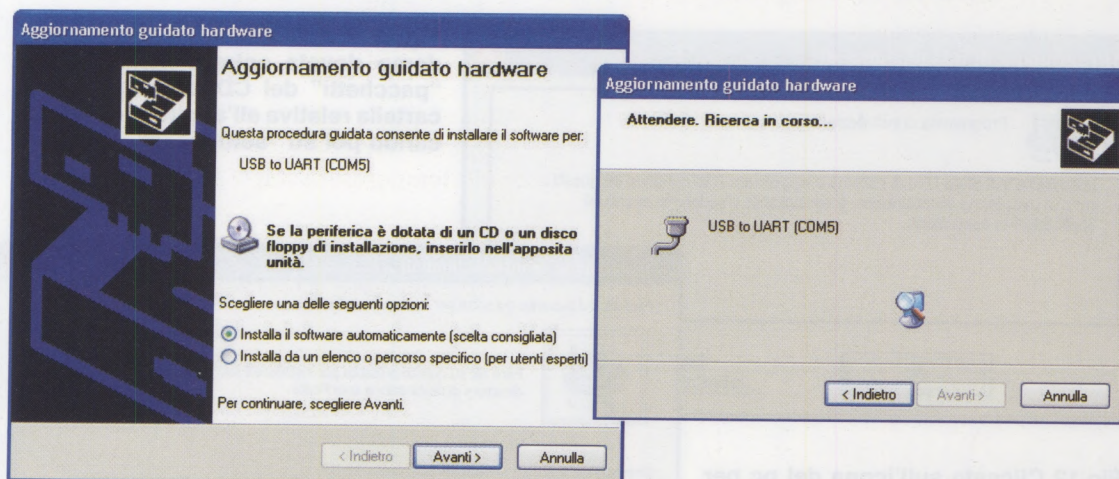 Aggiornamento guidato hardware
Aggiornamento guidato hardware
Questa procedura guidata consente di installare il software per:
USB to UART (COM5)
Se la periferica è dotata di un CD o un disco
floppy di installazione, inserirlo nell'apposita
unità.
Scegliere una delle seguenti opzioni:
Installa il software automaticamente (scelta consigliata)
Installa da un elenco o percorso specifico (per utenti esperti)
Per continuare, scegliere Avanti.
< Indietro
Avanti >
Annulla
Aggiornamento guidato hardware
Attendere. Ricerca in corso...
USB to UART (COM5)
< Indietro
Avanti >
Annulla